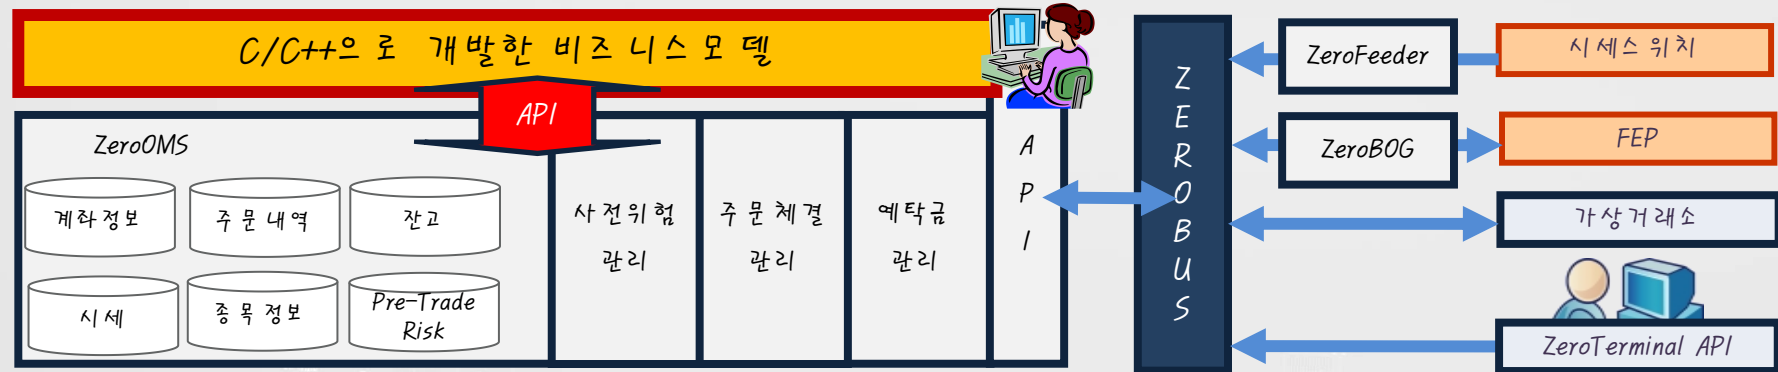 C/C++으로 개발한 비즈니스모델
API
ZeroOMS
계좌정보
주문내역
잔고
시세
종목정보
Pre-Trade
Risk
사전위험
관리
주문체결
관리
예탁금
관리
A
P
I
Z
E
R
O
B
U
S
ZeroFeeder
시세스위치
ZeroBOG
FEP
가상거래소
ZeroTerminal API